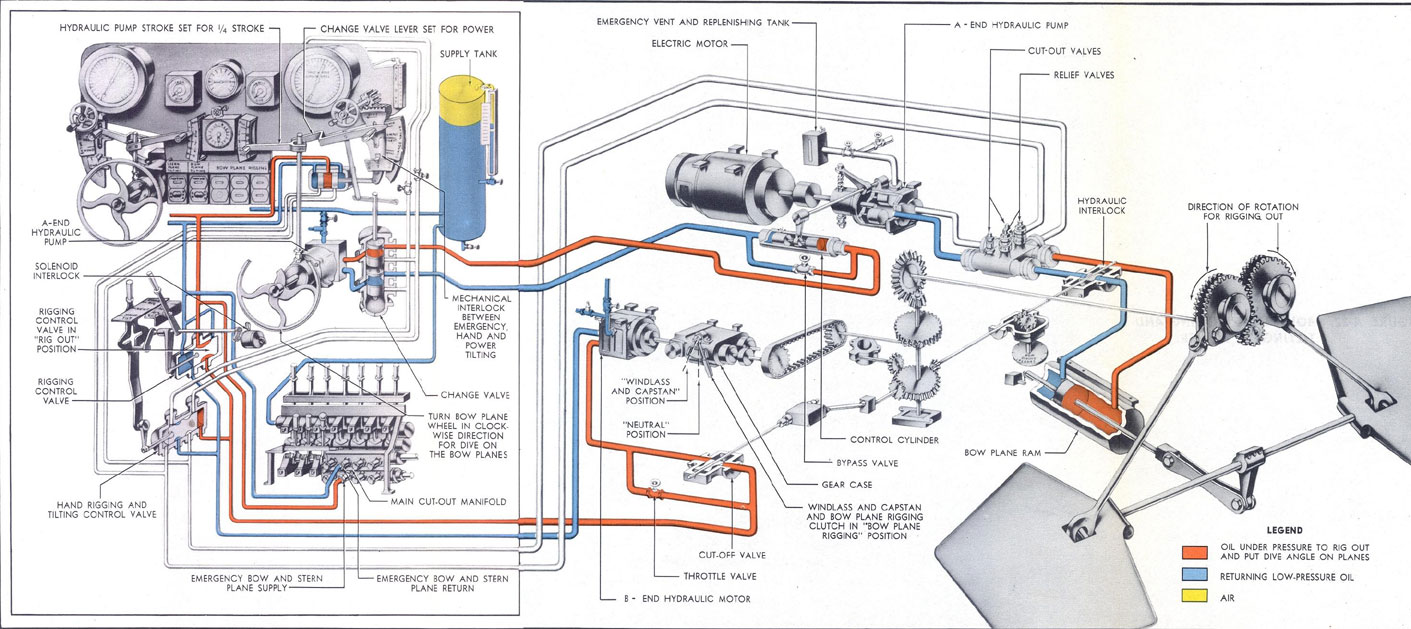 HYDRAULIC PUMP STROKE SET FOR 1/4 STROKE
CHANGE VALVE LEVER SET FOR POWER
SUPPLY TANK
BOW PLANE RIGGING
A-END
HYDRAULIC
PUMP
SOLENOID
INTERLOCK
RIGGING
CONTROL
VALVE IN
"RIG OUT"
POSITION
RIGGING
CONTROL
VALVE
HAND RIGGING AND
TILTING CONTROL VALVE
MECHANICAL
INTERLOCK
BETWEEN
EMERGENCY,
HAND AND
POWER
TILTING
CHANGE VALVE
TURN BOW PLANE
WHEEL IN CLOCK-
WISE DIRECTION
FOR DIVE ON
THE BOW PLANES
MAIN CUT-OUT MANIFOLD
EMERGENCY BOW AND STERN
PLANE SUPPLY
EMERGENCY BOW AND STERN
PLANE RETURN
EMERGENCY VENT AND REPLENISHING TANK
ELECTRIC MOTOR
A - END HYDRAULIC PUMP
CUT-OUT VALVES
RELIEF VALVES
HYDRAULIC
INTERLOCK
DIRECTION OF ROTATION
FOR RIGGING OUT
"WINDLASS
AND CAPSTAN"
POSITION
"NEUTRAL"
POSITION
CONTROL CYLINDER
BYPASS VALVE
GEAR CASE
WINDLASS AND CAPSTAN
AND BOW PLANE RIGGING
CLUTCH IN "BOW PLANE
RIGGING" POSITION
BOW PLANE RAM
CUT-OFF VALVE
THROTTLE VALVE
B - END HYDRAULIC MOTOR
LEGEND
OIL UNDER PRESSURE TO RIG OUT
AND PUT DIVE ANGLE ON PLANES
RETURNING LOW-PRESSURE OIL
AIR